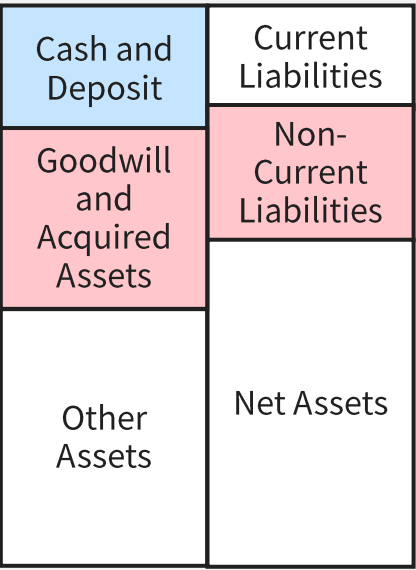 Cash and
Deposit
Goodwill
and
Acquired
Assets
Other
Assets
Current
Liabilities
Non-
Current
Liabilities
Net Assets